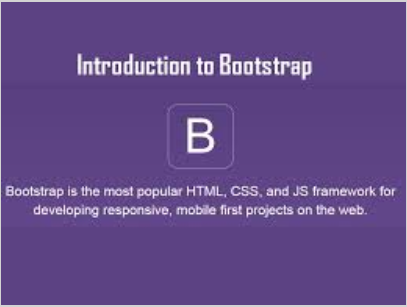 Introduction to Bootstrap
B
Bootstrap is the most popular HTML, CSS, and JS framework for
developing responsive, mobile first projects on the web.